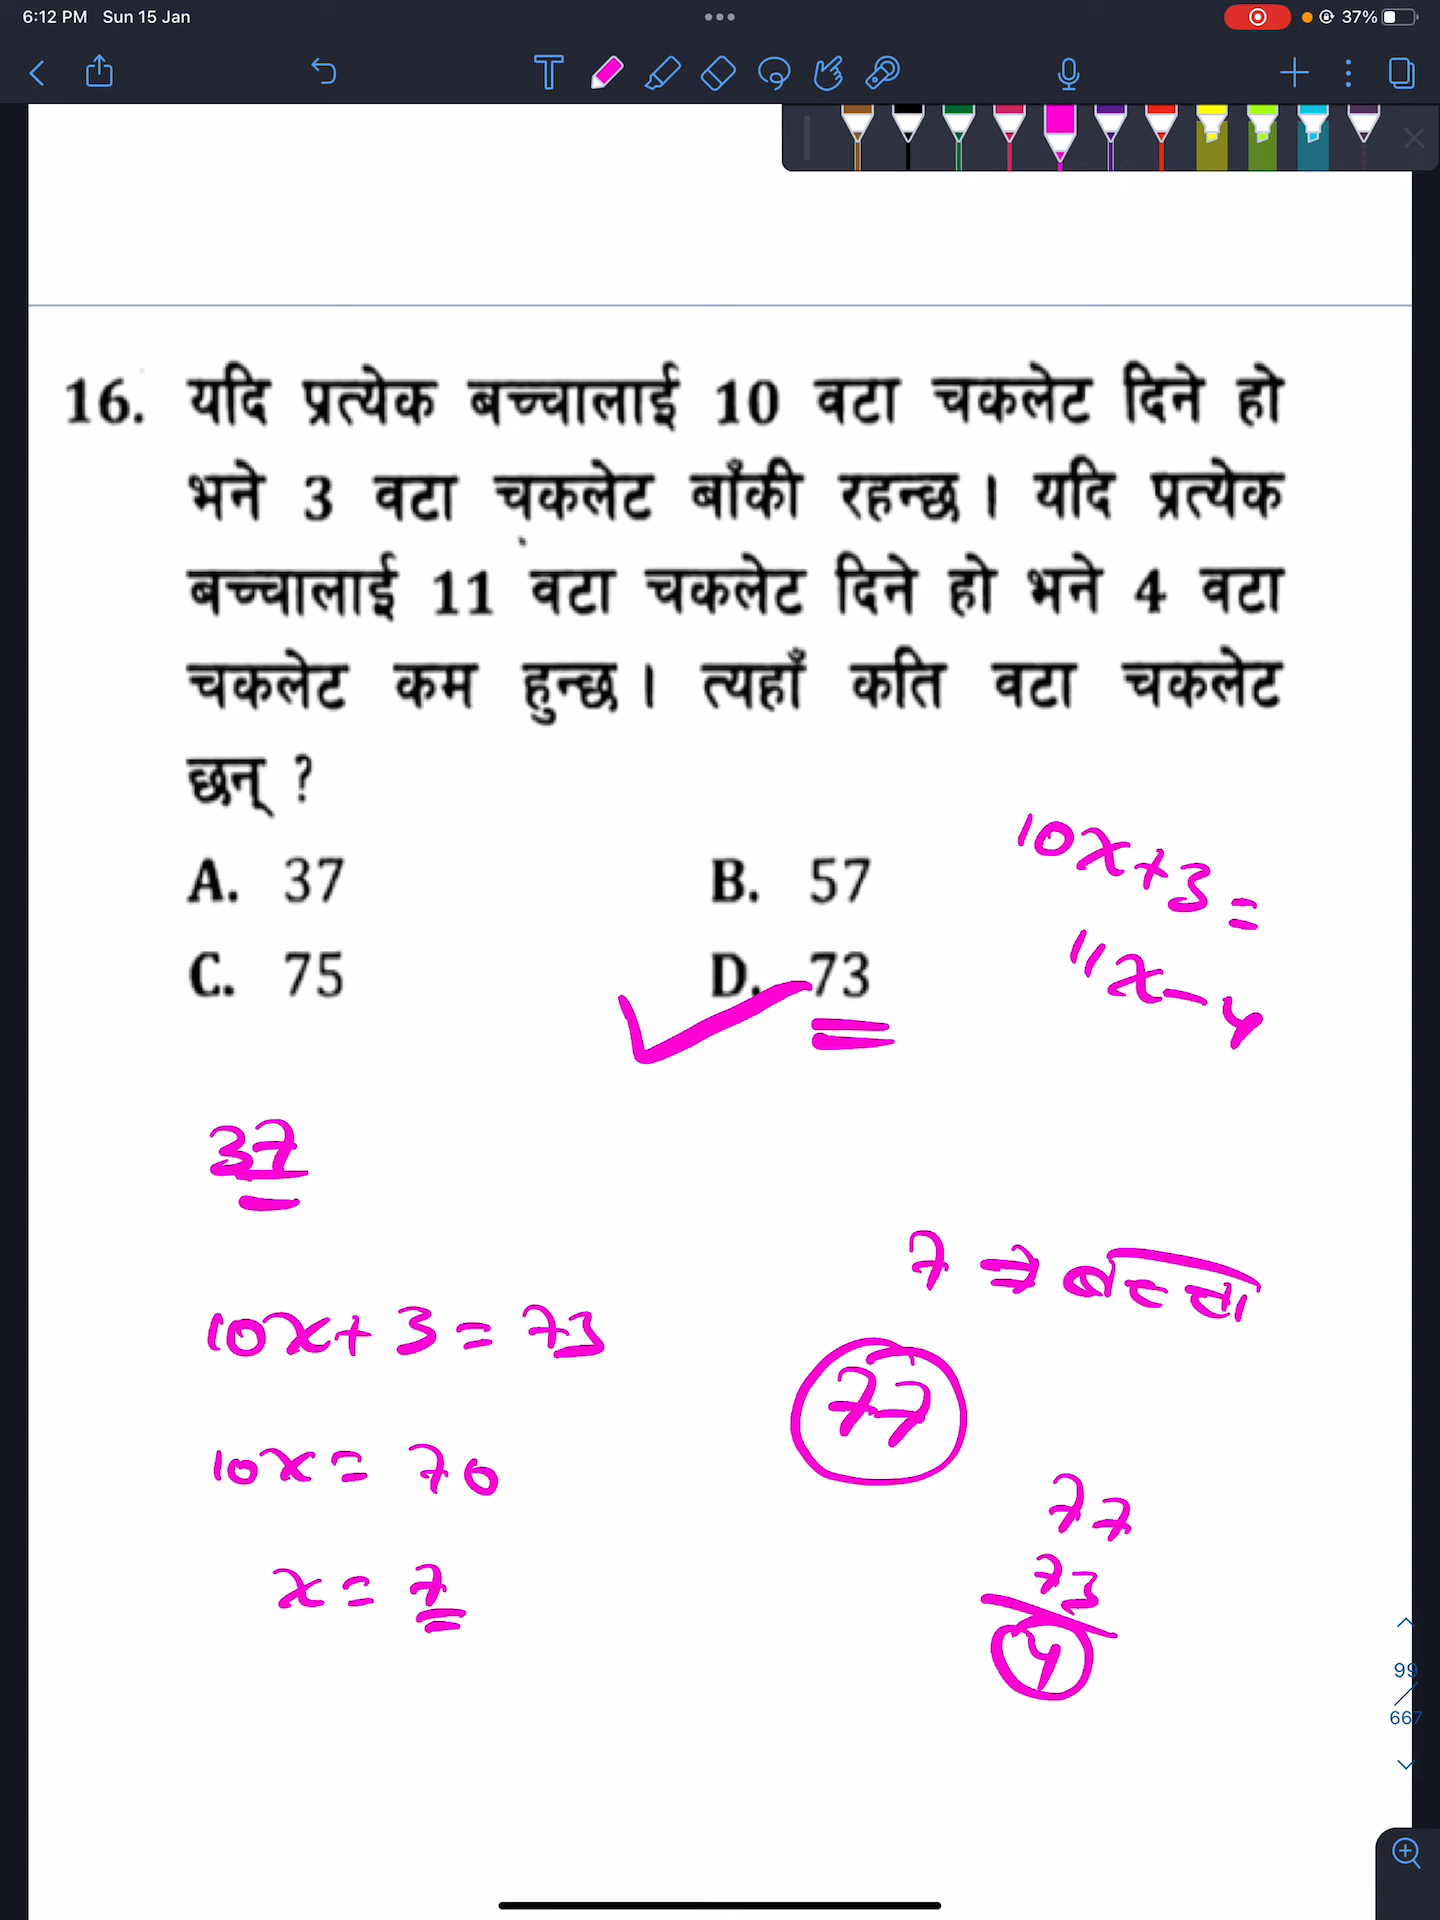 6:12 PM Sun 15 Jan
37%
16. यदि प्रत्येक बच्चालाई 10 वटा चकलेट दिने हो
भने 3 वटा चकलेट बाँकी रहन्छ । यदि प्रत्येक
बच्चालाई 11 वटा चकलेट दिने हो भने 4 वटा
चकलेट कम हुन्छ । त्यहाँ कति वटा चकलेट
छन् ?
A. 37 B. 57
C. 75 D. 73
10x+3=
11x-4
37
7 ⇒
10x+3=73
77
10x=70
77
73
x=7
4
99
667